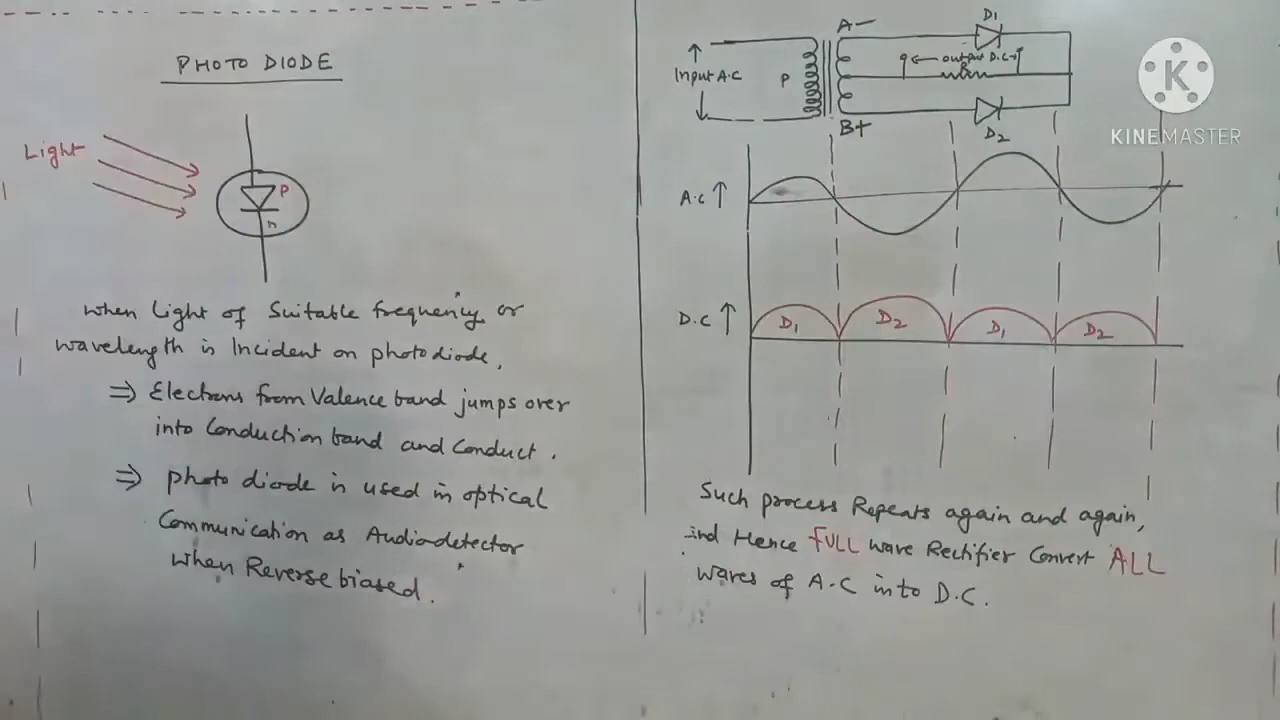 PHOTO DIODE
Light
P
n
When Light of Suitable frequency or
wavelength is Incident on photodiode.
⇒ Electrons from Valence band jumps over
into Conduction band and Conduct.
⇒ photo diode is used in optical
Communication as Audiodetector
when Reverse biased.
A-
D1
Input A.C
P
output D.C
R
B+
D2
K
KINEMASTER
A.C ↑
D.C ↑
D1
D2
D1
D2
Such process Repeats again and again,
and Hence FULL wave Rectifier Convert ALL
waves of A.C into D.C.